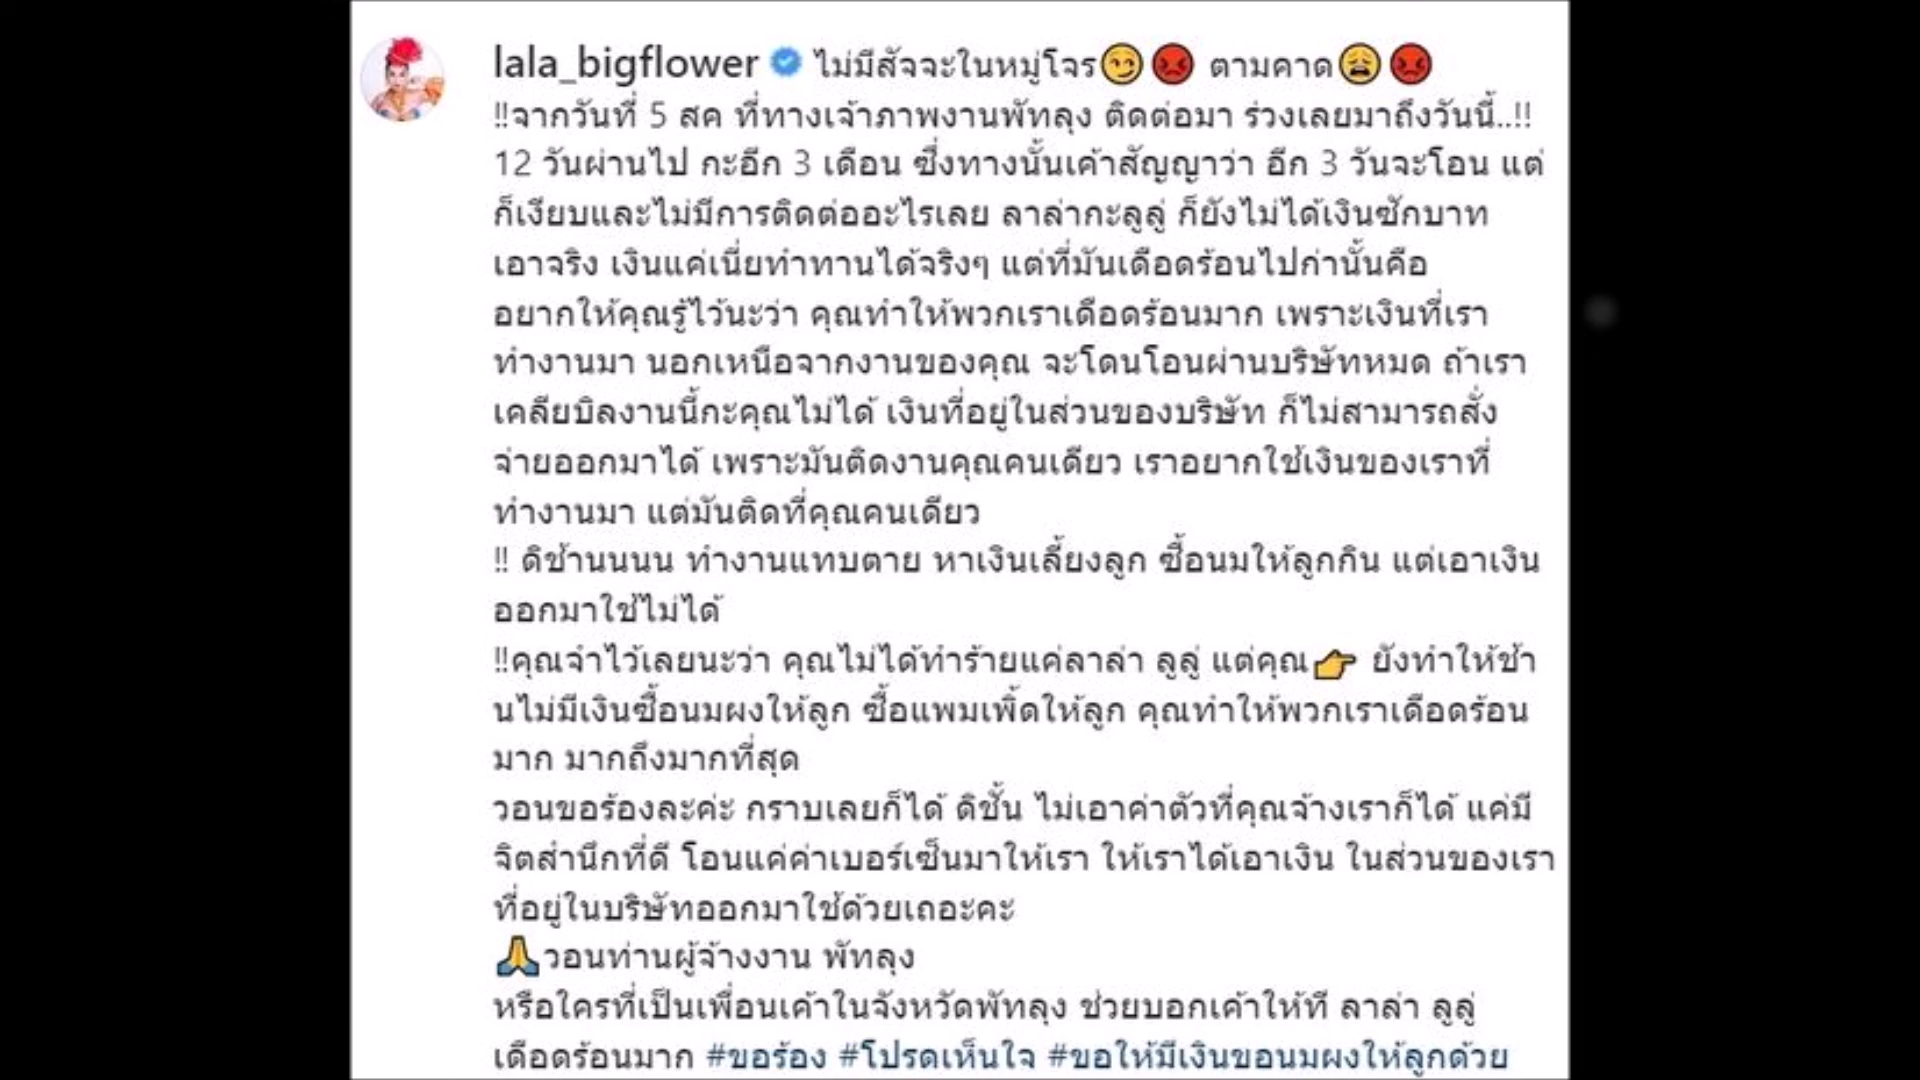 lala_bigflower ไม่มีสัจจะในหมู่โจร😏😡 ตามคาด😩😡
‼จากวันที่ 5 สค ที่ทางเจ้าภาพงานพัทลุง ติดต่อมา ร่วงเลยมาถึงวันนี้..!!
12 วันผ่านไป กะอีก 3 เดือน ซึ่งทางนั้นเค้าสัญญาว่า อีก 3 วันจะโอน แต่
ก็เงียบและไม่มีการติดต่ออะไรเลย ลาล่ากะลูลู่ ก็ยังไม่ได้เงินซักบาท
เอาจริง เงินแค่เนี่ยทำทานได้จริงๆ แต่ที่มันเดือดร้อนไปก่านั้นคือ
อยากให้คุณรู้ไว้นะว่า คุณทำให้พวกเราเดือดร้อนมาก เพราะเงินที่เรา
ทำงานมา นอกเหนือจากงานของคุณ จะโดนโอนผ่านบริษัทหมด ถ้าเรา
เคลียบิลงานนี้กะคุณไม่ได้ เงินที่อยู่ในส่วนของบริษัท ก็ไม่สามารถสั่ง
จ่ายออกมาได้ เพราะมันติดงานคุณคนเดียว เราอยากใช้เงินของเราที่
ทำงานมา แต่มันติดที่คุณคนเดียว
‼ ดิช้านนนน ทำงานแทบตาย หาเงินเลี้ยงลูก ซื้อนมให้ลูกกิน แต่เอาเงิน
ออกมาใช้ไม่ได้
‼คุณจำไว้เลยนะว่า คุณไม่ได้ทำร้ายแค่ลาล่า ลูลู่ แต่คุณ👉 ยังทำให้ช้า
นไม่มีเงินซื้อนมผงให้ลูก ซื้อแพมเพิ้ดให้ลูก คุณทำให้พวกเราเดือดร้อน
มาก มากถึงมากที่สุด
วอนขอร้องละค่ะ กราบเลยก็ได้ ดิชั้น ไม่เอาค่าตัวที่คุณจ้างเราก็ได้ แค่มี
จิตสำนึกที่ดี โอนแค่ค่าเบอร์เซ็นมาให้เรา ให้เราได้เอาเงิน ในส่วนของเรา
ที่อยู่ในบริษัทออกมาใช้ด้วยเถอะคะ
🙏วอนท่านผู้จ้างงาน พัทลุง
หรือใครที่เป็นเพื่อนเค้าในจังหวัดพัทลุง ช่วยบอกเค้าให้ที ลาล่า ลูลู่
เดือดร้อนมาก #ขอร้อง #โปรดเห็นใจ #ขอให้มีเงินขอนมผงให้ลูกด้วย